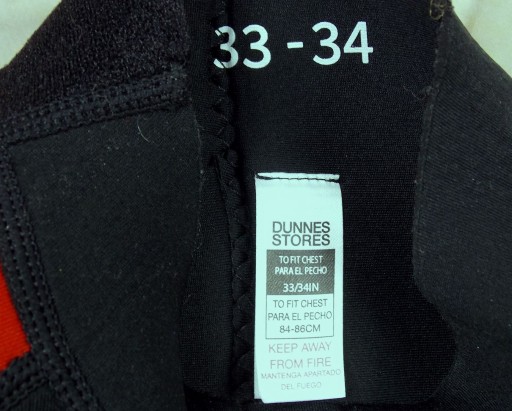 33 - 34
DUNNES
STORES
TO FIT CHEST
PARA EL PECHO
33/34IN
TO FIT CHEST
PARA EL PECHO
84-86CM
KEEP AWAY
FROM FIRE
MANTENGA APARTADO
DEL FUEGO